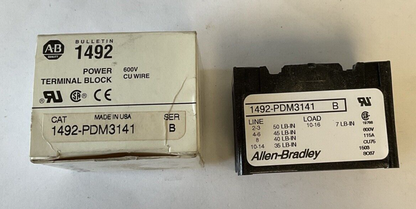 A-B
BULLETIN
1492
POWER
TERMINAL BLOCK
600V
CU WIRE
CAT
MADE IN USA
SER
1492-PDM3141
B
1492-PDM3141 B
LINE LOAD
2-3 50 LB-IN 10-16 7 LB-IN
4-6 45 LB-IN
8 40 LB-IN
10-14 35 LB-IN
600V
115A
CU75
Allen-Bradley